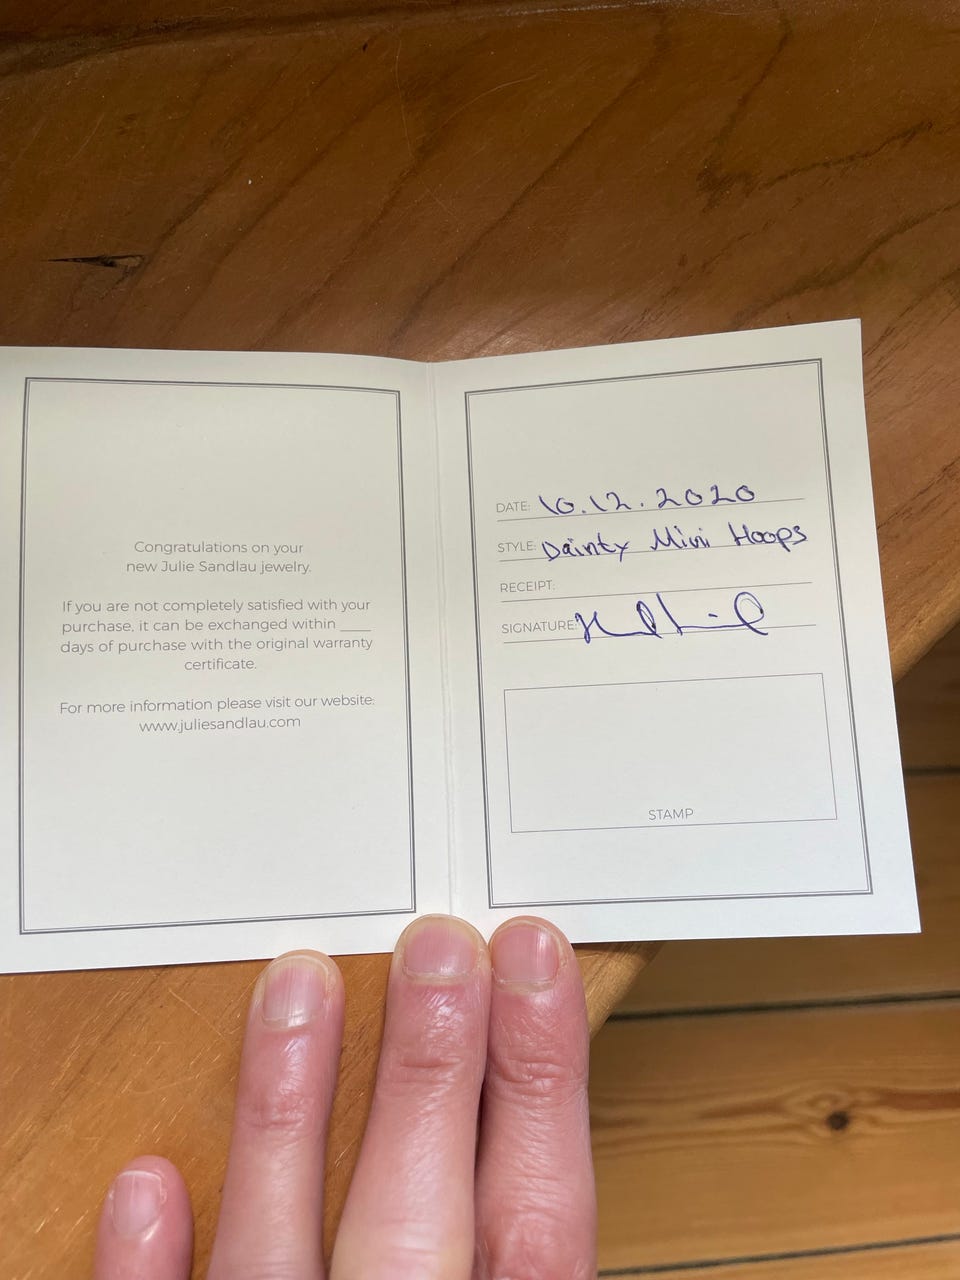 Congratulations on your
new Julie Sandlau jewelry.
If you are not completely satisfied with your
purchase, it can be exchanged within ____
days of purchase with the original warranty
certificate.
For more information please visit our website:
www.juliesandlau.com
DATE: 10.12.2020
STYLE: Dainty Mini Hoops
RECEIPT:
SIGNATURE:
STAMP